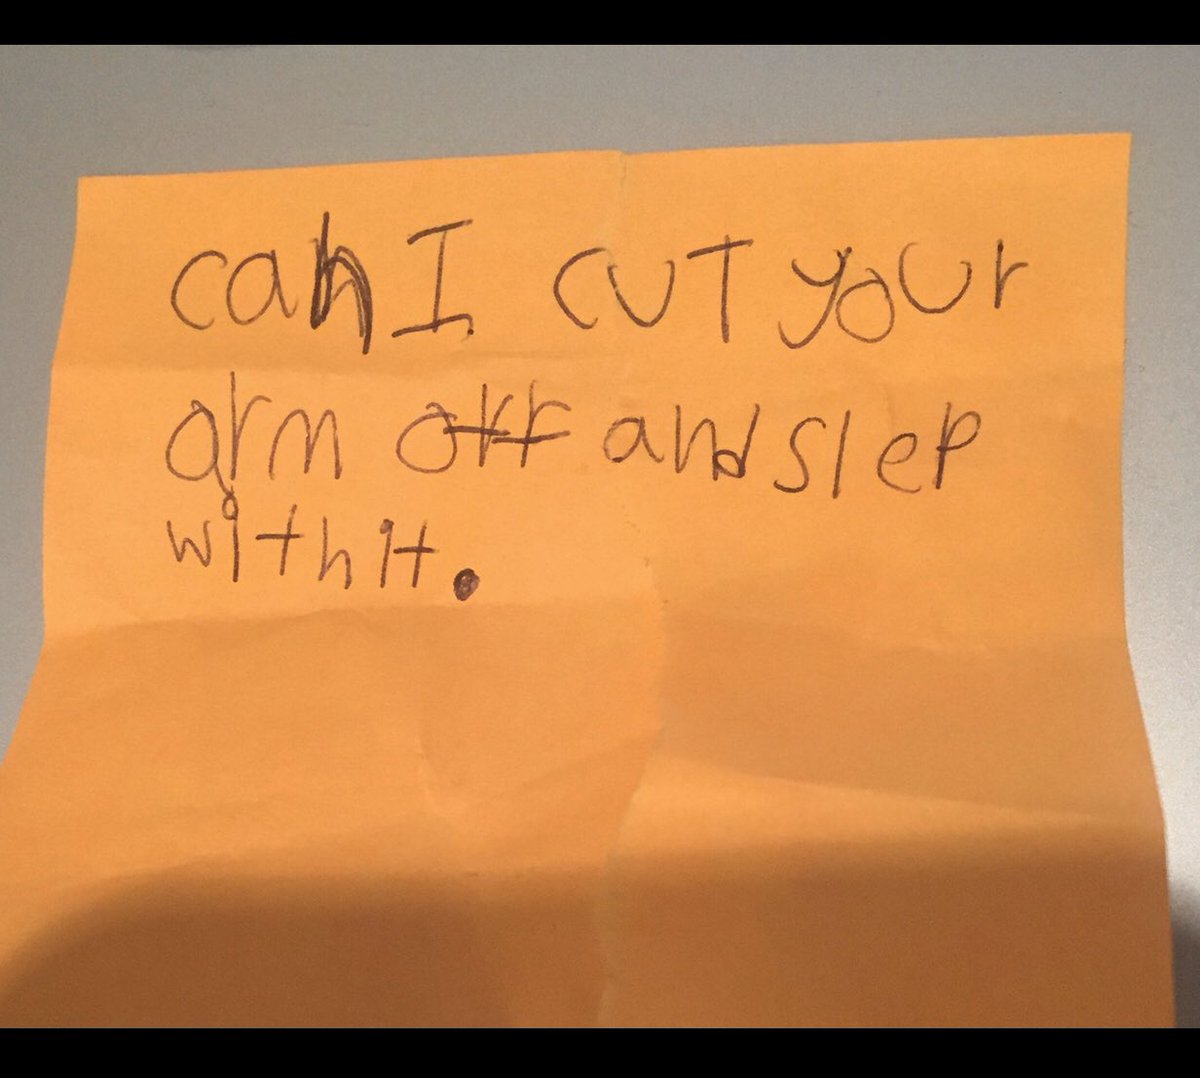 can I cut your
arm off and slep
with it.